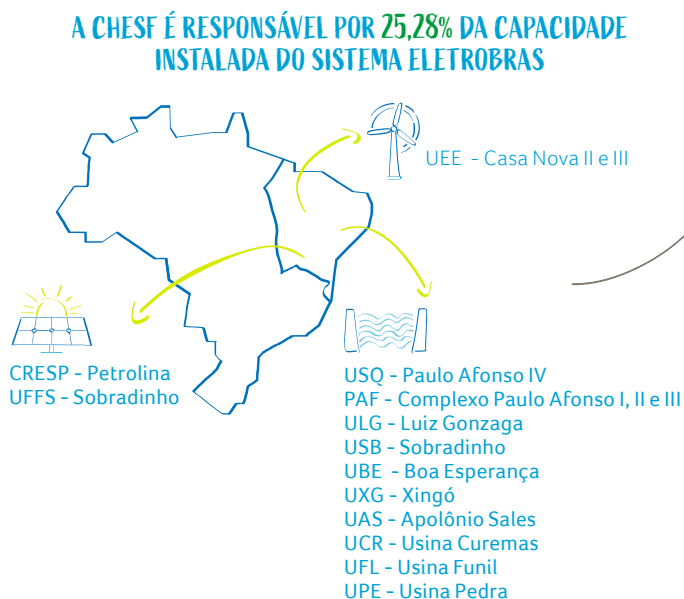 A CHESF É RESPONSÁVEL POR 25,28% DA CAPACIDADE
INSTALADA DO SISTEMA ELETROBRAS
UEE - Casa Nova II e III
CRESP - Petrolina
UFFS - Sobradinho
USQ - Paulo Afonso IV
PAF - Complexo Paulo Afonso I, II e III
ULG - Luiz Gonzaga
USB - Sobradinho
UBE - Boa Esperança
UXG - Xingó
UAS - Apolônio Sales
UCR - Usina Curemas
UFL - Usina Funil
UPE - Usina Pedra